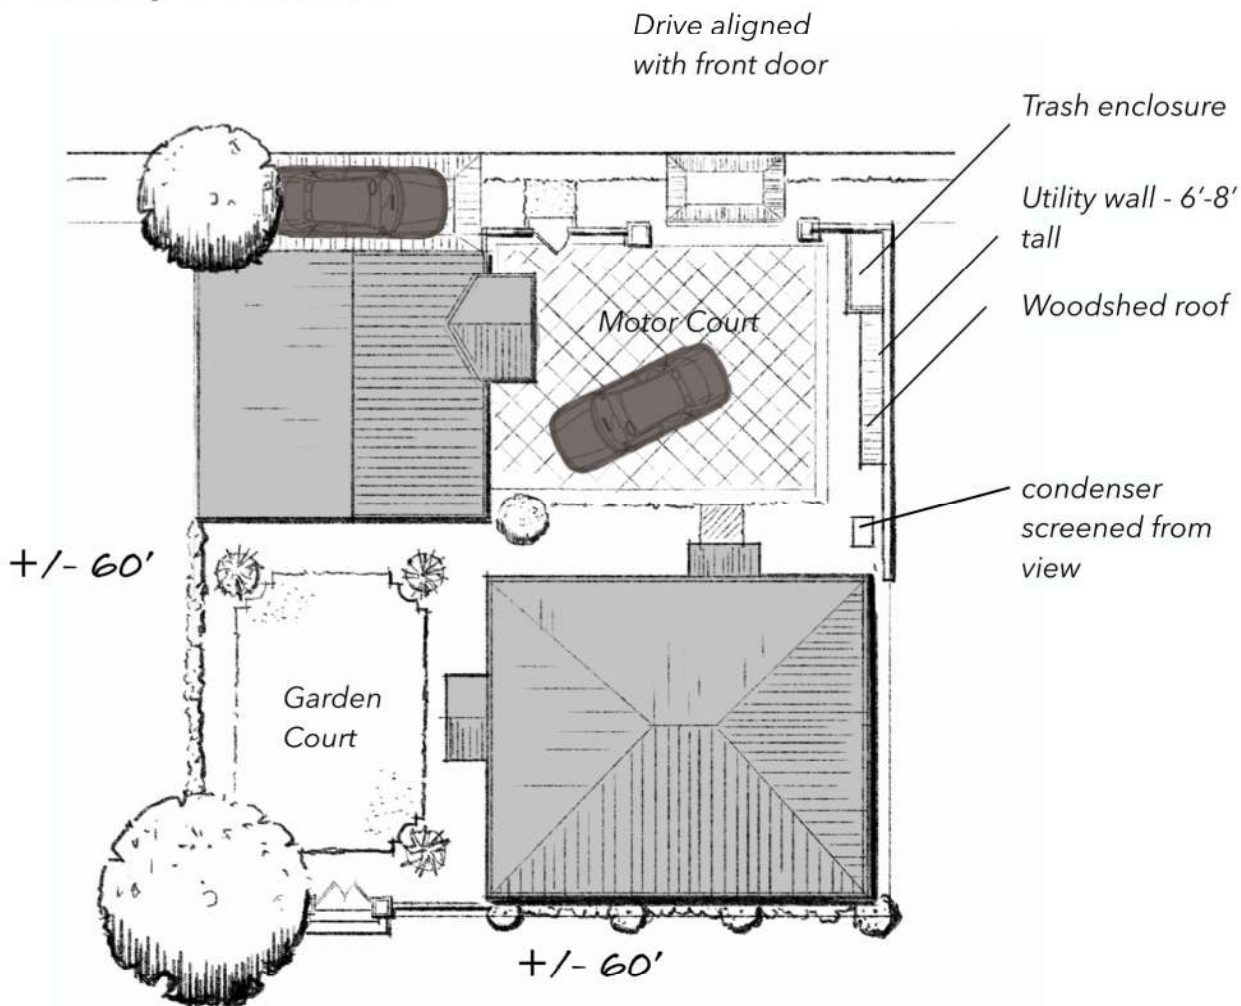 Drive aligned
with front door
Trash enclosure
Utility wall - 6'-8'
tall
Woodshed roof
Motor Court
condenser
screened from
view
+/- 60'
Garden
Court
+/- 60'